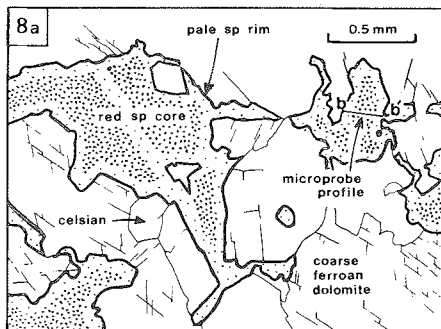 8a
pale sp rim
0.5 mm
red sp core
b b'
microprobe
profile
celsian
coarse
ferroan
dolomite